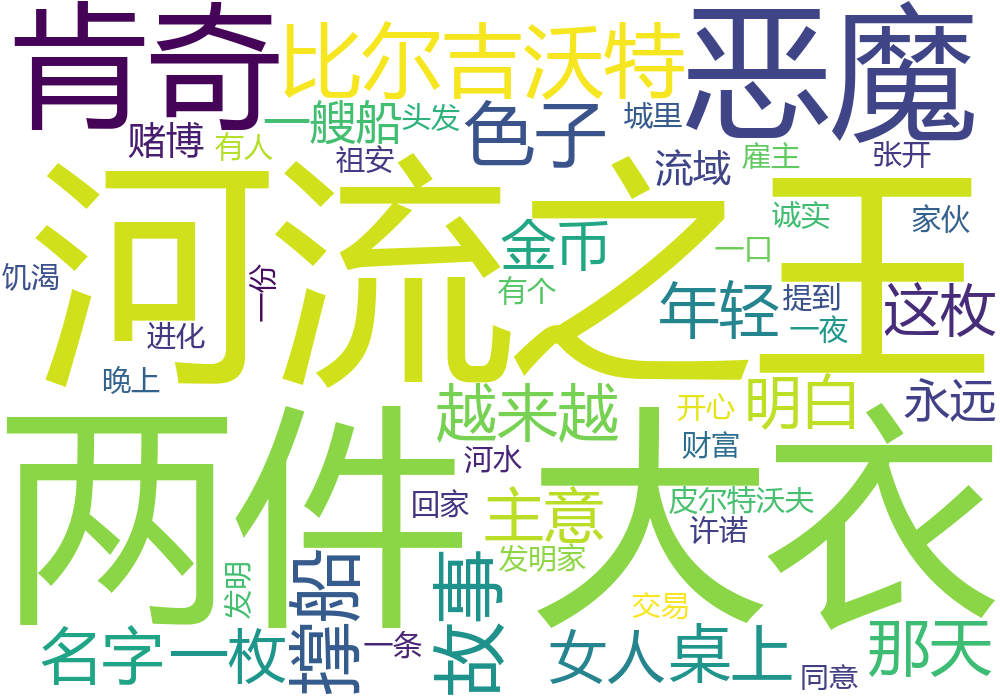 肯奇
比尔吉沃特
恶魔
赌博
有人
一艘船
头发
色子
城里
祖安
流域
雇主
张开
河流之王
诚实
家伙
金币
一口
饥渴
一份
有个
年轻
提到
这枚
进化
一夜
晚上
越来越
开心
明白
永远
两件大衣
河水
财富
回家
主意
皮尔特沃夫
许诺
发明家
发明
撑船
故事
交易
名字
一枚
一条
女人
桌上
同意
那天